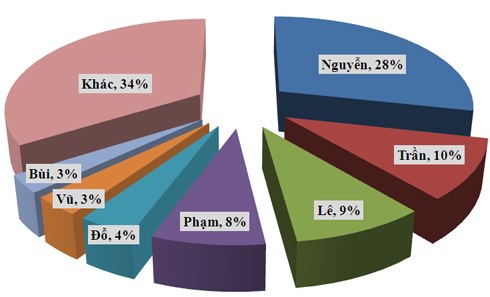 Nguyễn, 28%
Trần, 10%
Lê, 9%
Phạm, 8%
Đỗ, 4%
Vũ, 3%
Bùi, 3%
Khác, 34%